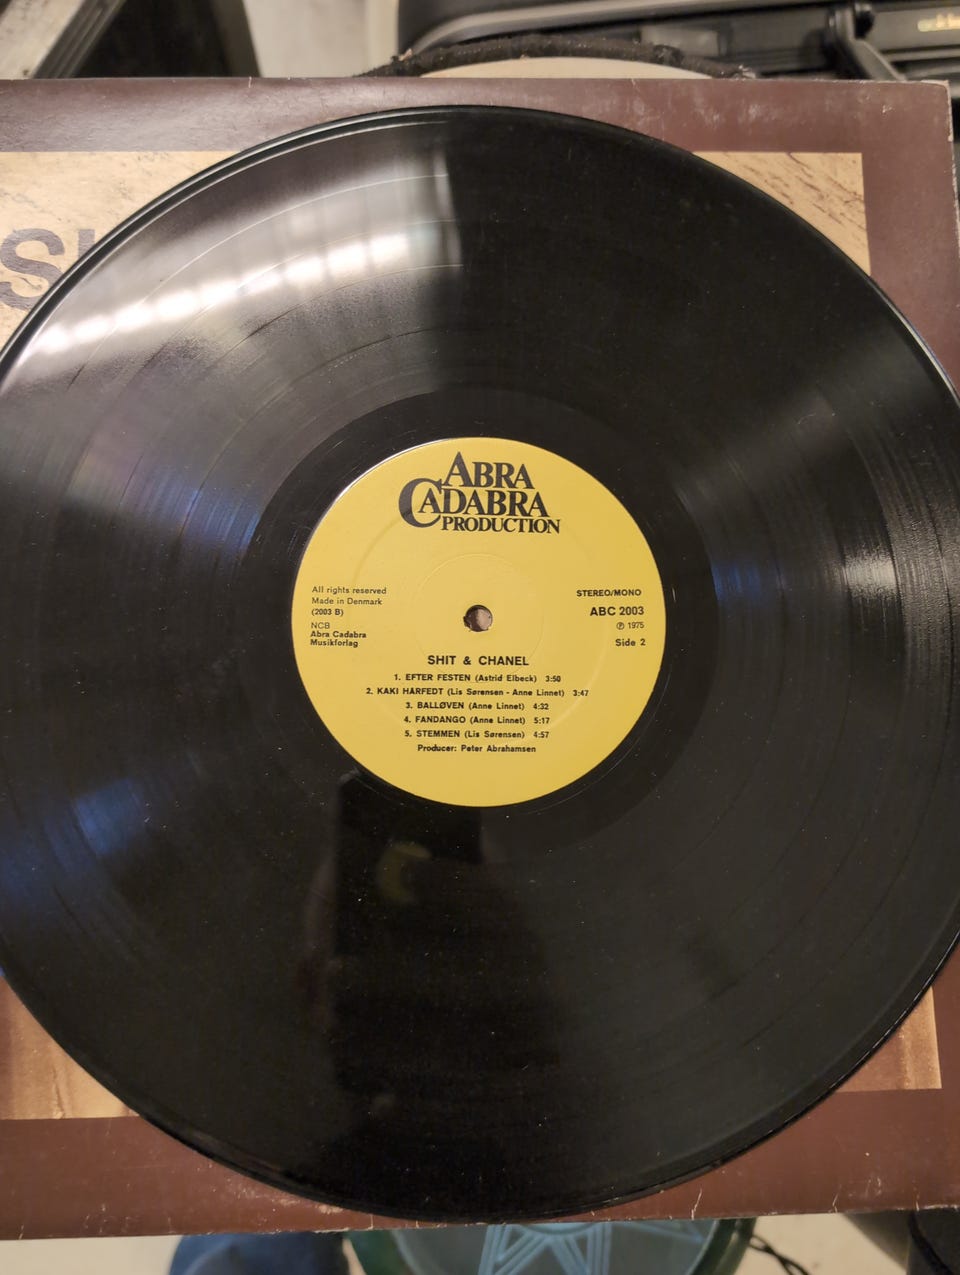 ABRA
CADABRA
PRODUCTION
All rights reserved
Made in Denmark
(2003 B)
NCB
Abra Cadabra
Musikforlag
STEREO/MONO
ABC 2003
Ⓟ 1975
Side 2
SHIT & CHANEL
1. EFTER FESTEN (Astrid Elbeck) 3:50
2. KAKI HARFEDT (Lis Sørensen - Anne Linnet) 3:47
3. BALLØVEN (Anne Linnet) 4:32
4. FANDANGO (Anne Linnet) 5:17
5. STEMMEN (Lis Sørensen) 4:57
Producer: Peter Abrahamsen